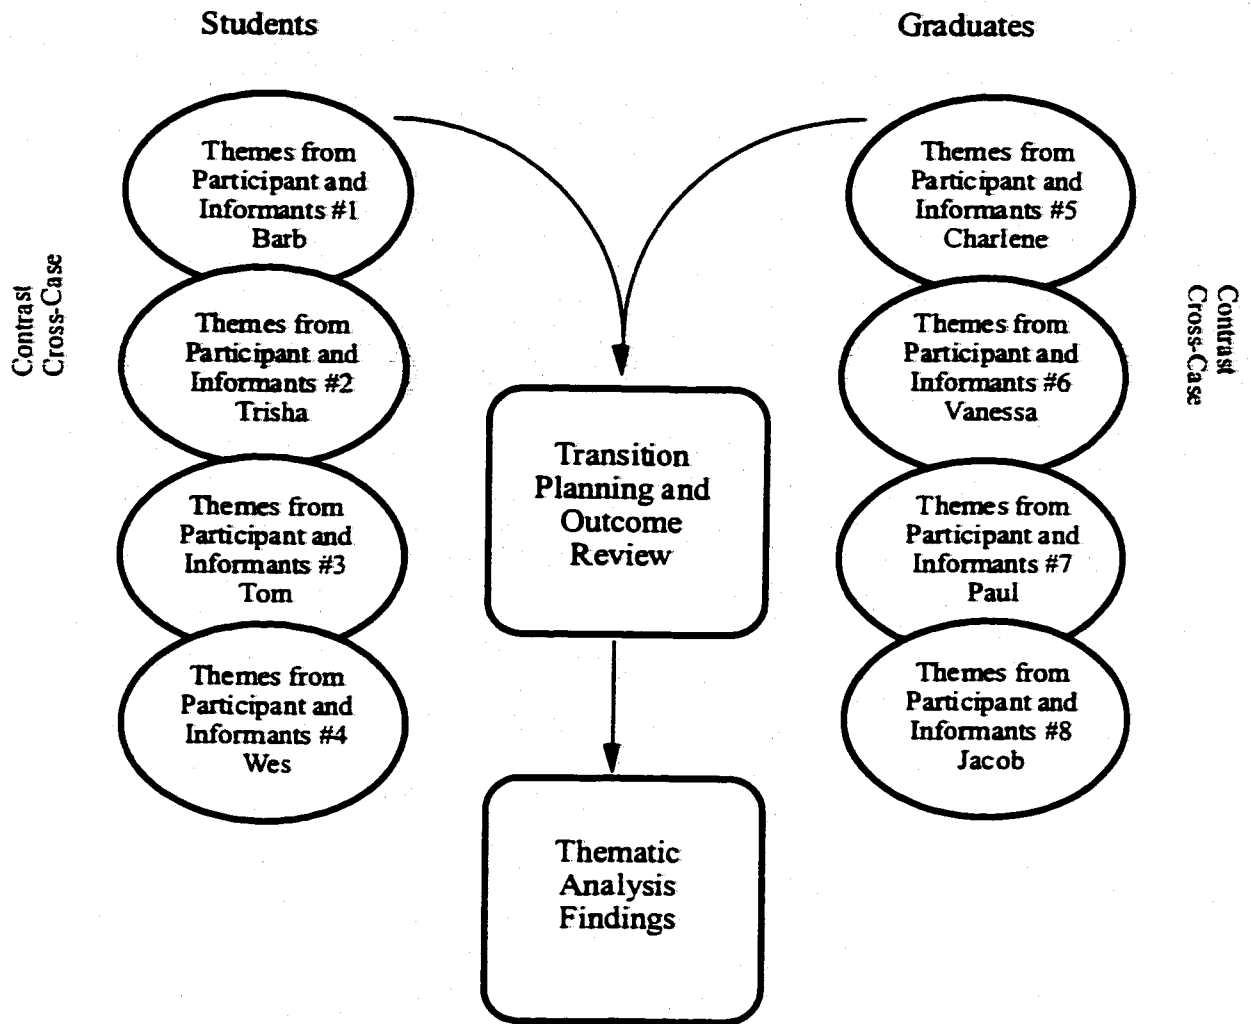 Students
Graduates
Contrast
Cross-Case
Themes from
Participant and
Informants #1
Barb
Themes from
Participant and
Informants #2
Trisha
Themes from
Participant and
Informants #3
Tom
Themes from
Participant and
Informants #4
Wes
Transition
Planning and
Outcome
Review
Thematic
Analysis
Findings
Themes from
Participant and
Informants #5
Charlene
Themes from
Participant and
Informants #6
Vanessa
Themes from
Participant and
Informants #7
Paul
Themes from
Participant and
Informants #8
Jacob
Contrast
Cross-Case